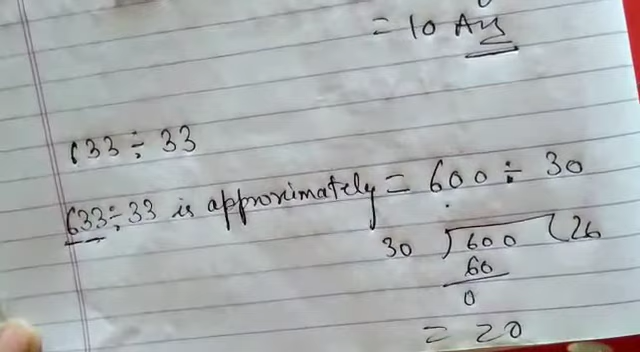 = 10 Ans
633 ÷ 33
633 ÷ 33 is approximately = 600 ÷ 30
30 ) 600 ( 20
60
0
= 20